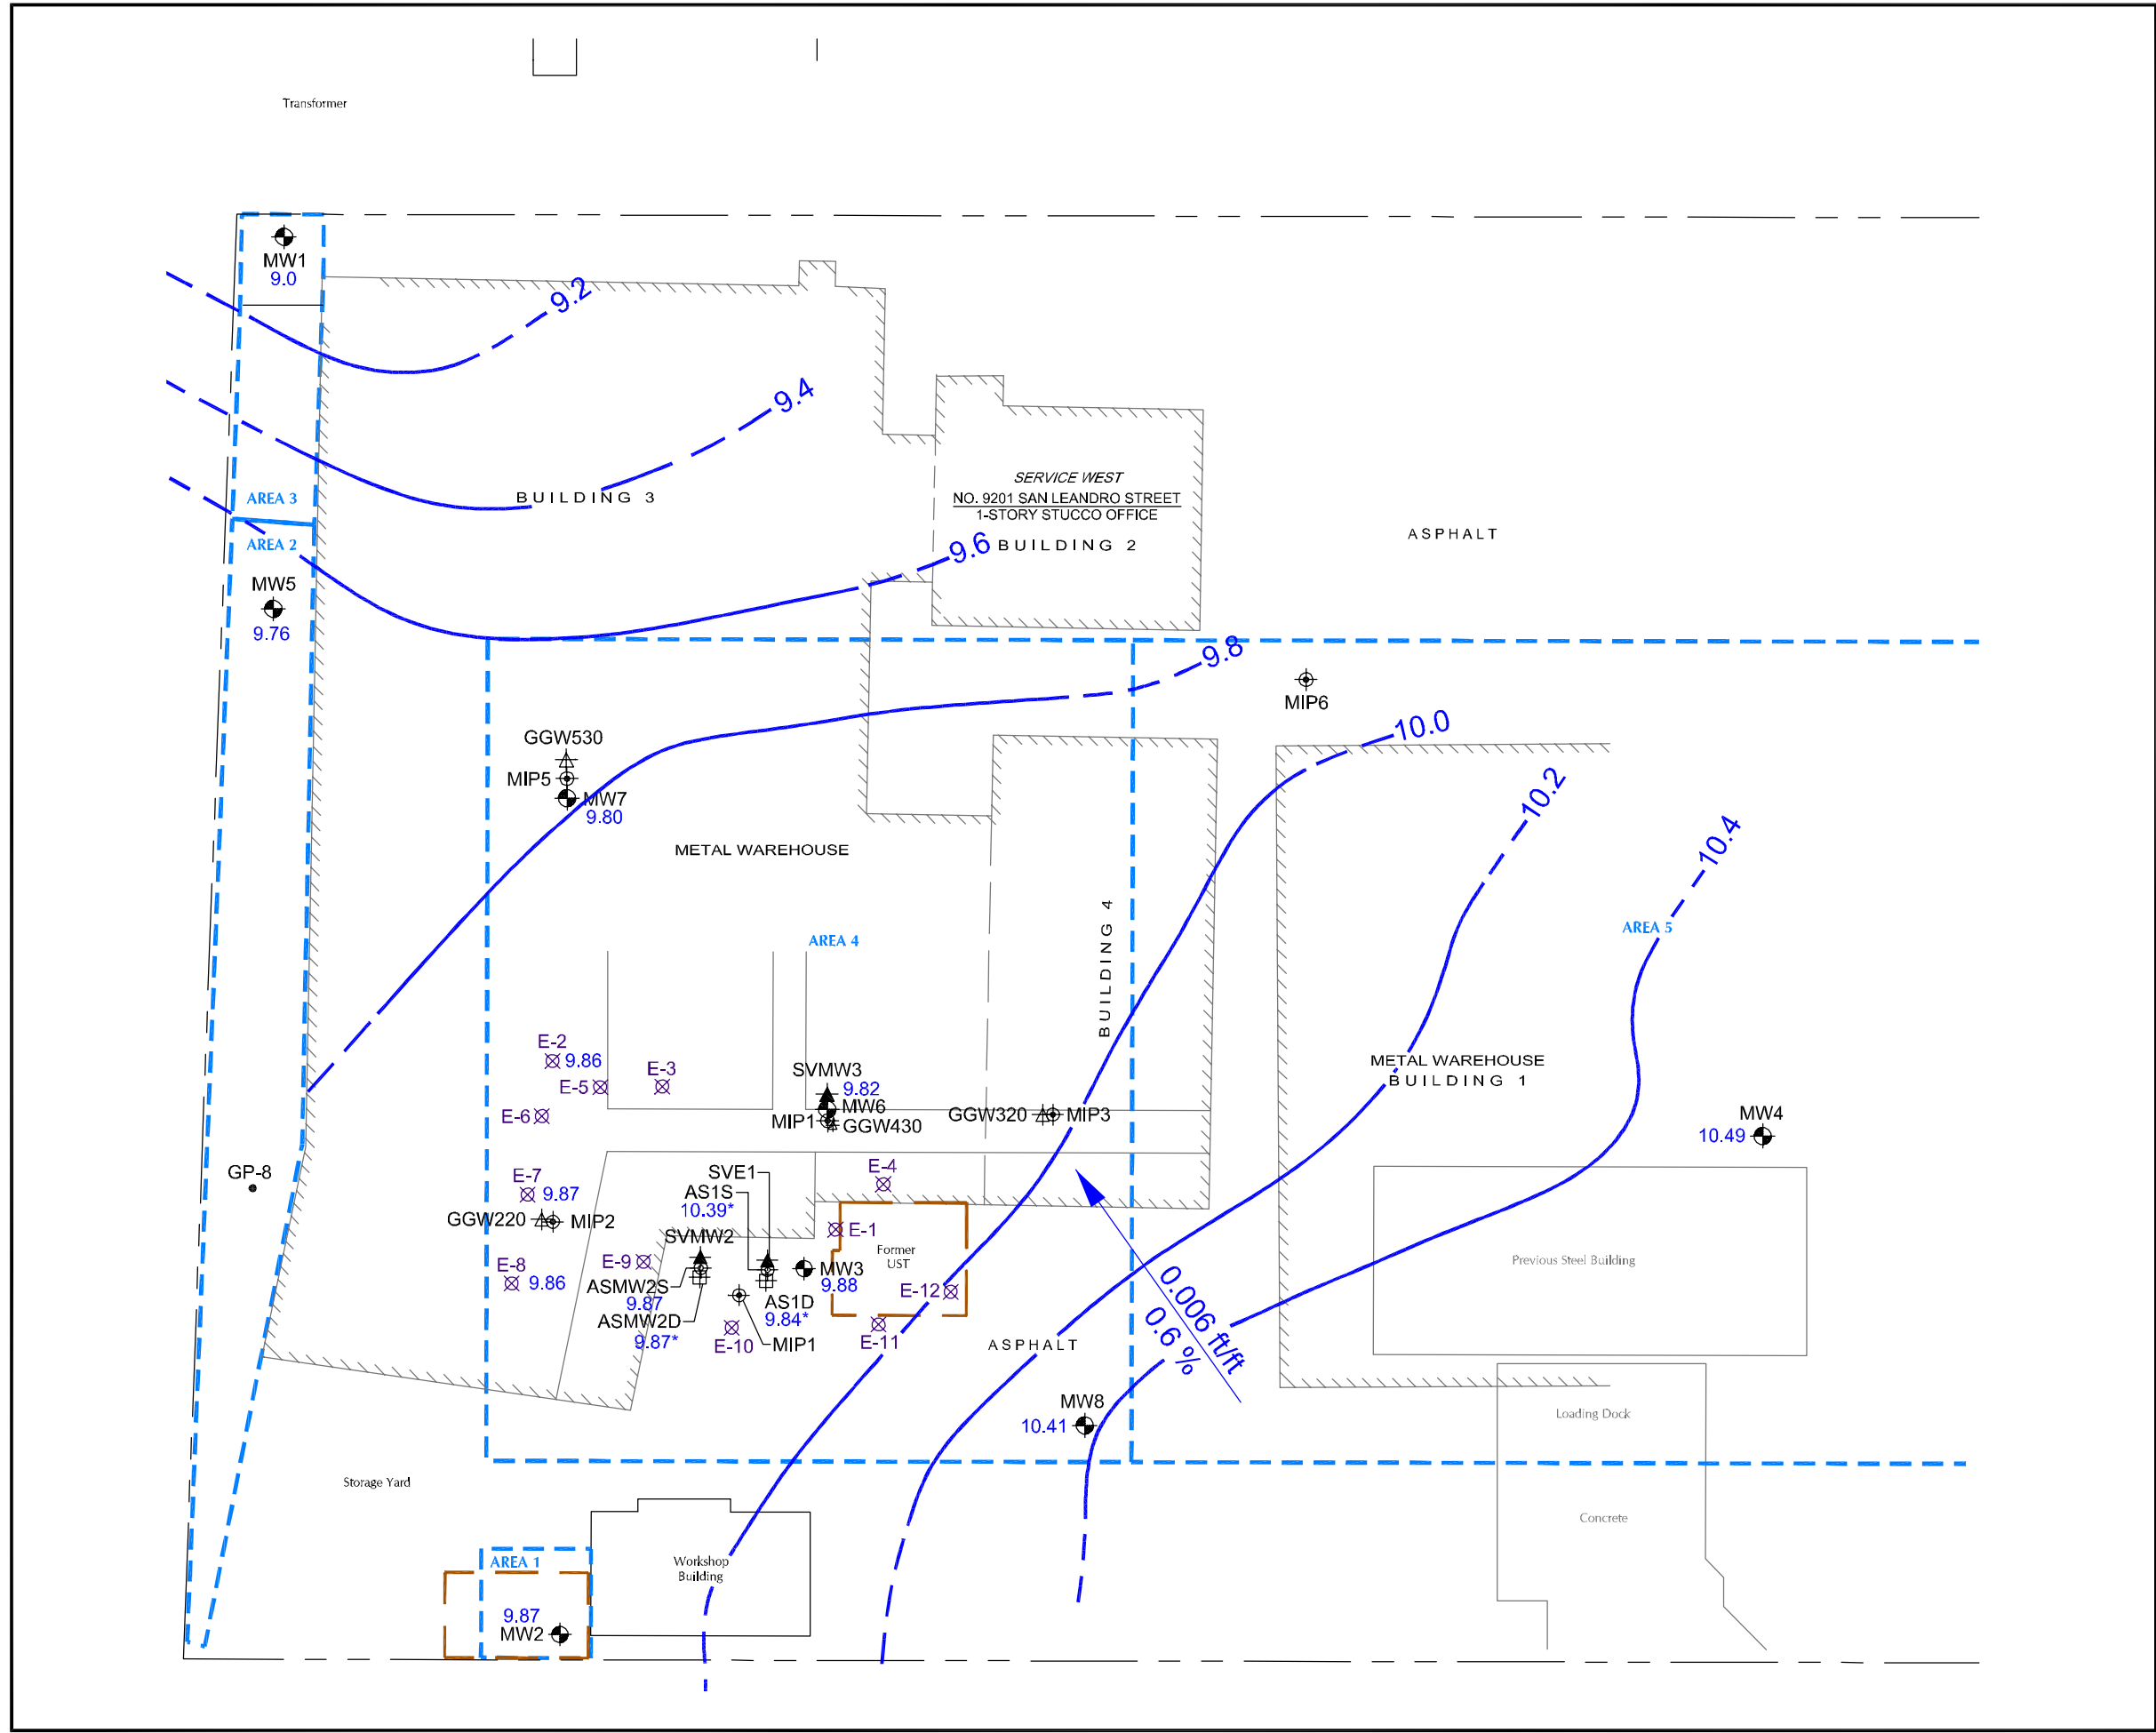 Transformer
MW1
9.0
9.2
9.4
SERVICE WEST
NO. 9201 SAN LEANDRO STREET
1-STORY STUCCO OFFICE
BUILDING 2
AREA 3
BUILDING 3
ASPHALT
AREA 2
9.6
MW5
9.76
9.8
MIP6
10.0
GGW530
MIP5
MW7
9.80
10.2
10.4
METAL WAREHOUSE
BUILDING 4
AREA 4
AREA 5
E-2
9.86
E-5
E-3
E-6
SVMW3
9.82
MW6
MIP1
GGW430
GGW320
MIP3
METAL WAREHOUSE
BUILDING 1
MW4
10.49
GP-8
E-7
9.87
GGW220
MIP2
E-8
9.86
SVE1
AS1S
10.39*
SVMW2
E-9
ASMW2S
9.87
ASMW2D
9.87*
E-4
E-1
Former
UST
MW3
9.88
AS1D
9.84*
MIP1
E-10
E-12
E-11
ASPHALT
0.006 ft/ft
0.6 %
Previous Steel Building
MW8
10.41
Loading Dock
Concrete
Storage Yard
AREA 1
Workshop
Building
9.87
MW2